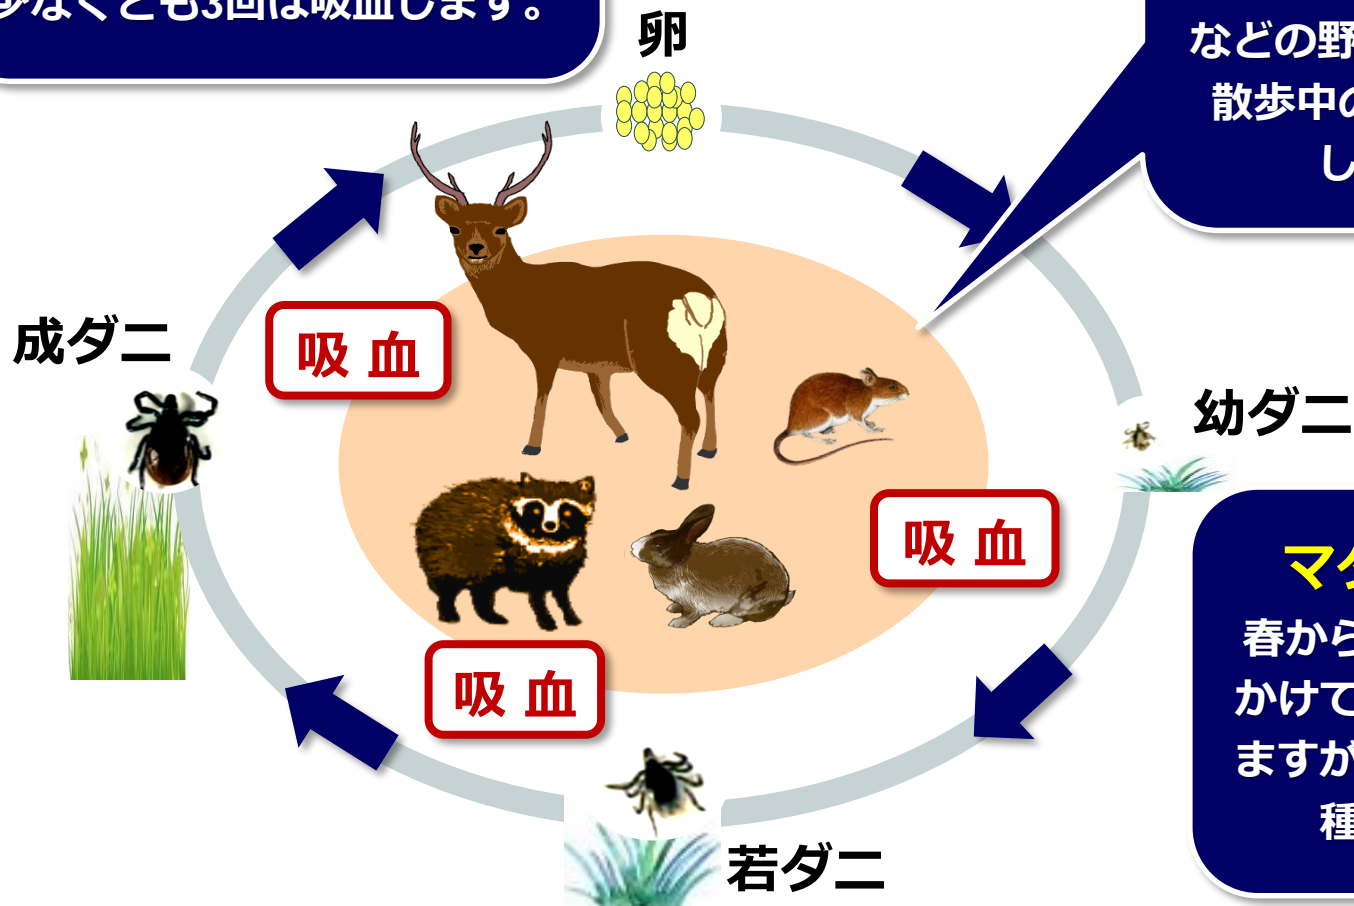 少なくとも3回は吸血します。
卵
などの野
散歩中の
し
成ダニ
吸 血
幼ダニ
吸 血
マダ
春から
かけて
ますが
種
吸 血
若ダニ